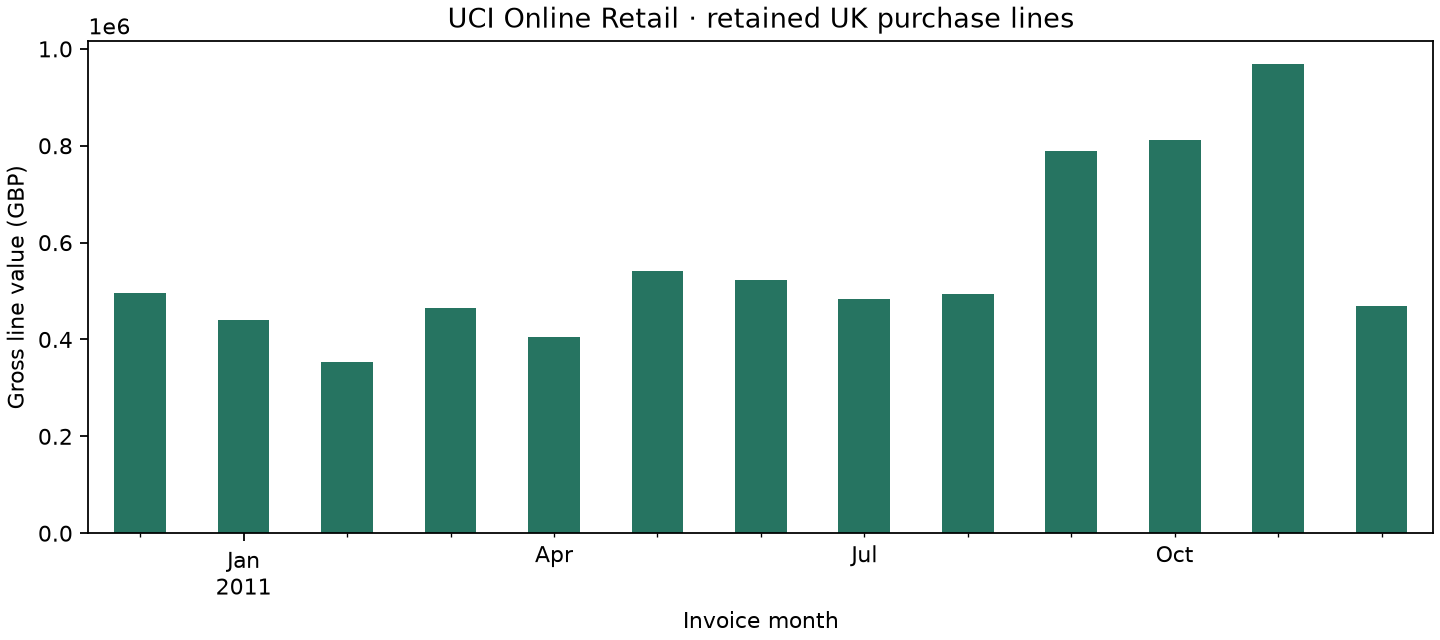 UCI Online Retail · retained UK purchase lines
1e6
Gross line value (GBP)
1.0
0.8
0.6
0.4
0.2
0.0
Jan
2011
Apr
Jul
Oct
Invoice month